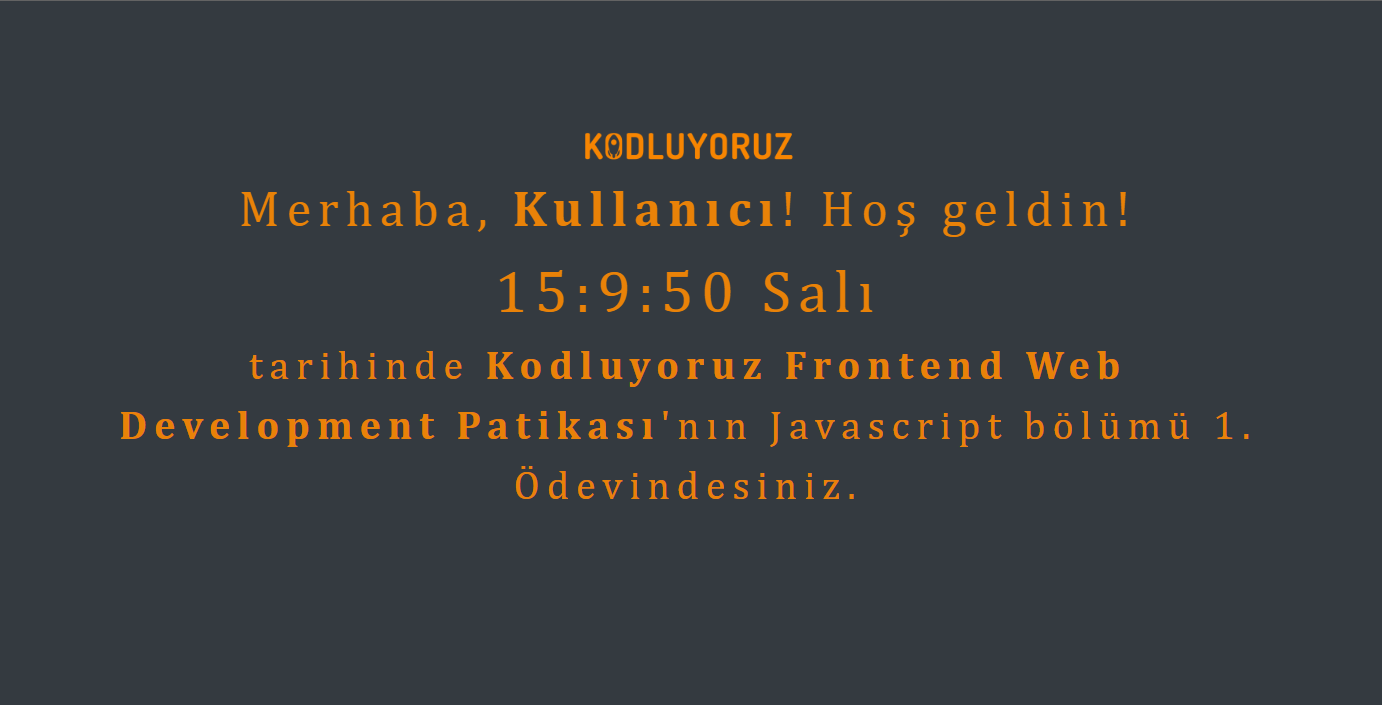 KODLUYORUZ
Merhaba, Kullanıcı! Hoş geldin!
15:9:50 Salı
tarihinde Kodluyoruz Frontend Web
Development Patikası'nın Javascript bölümü 1.
Ödevindesiniz.